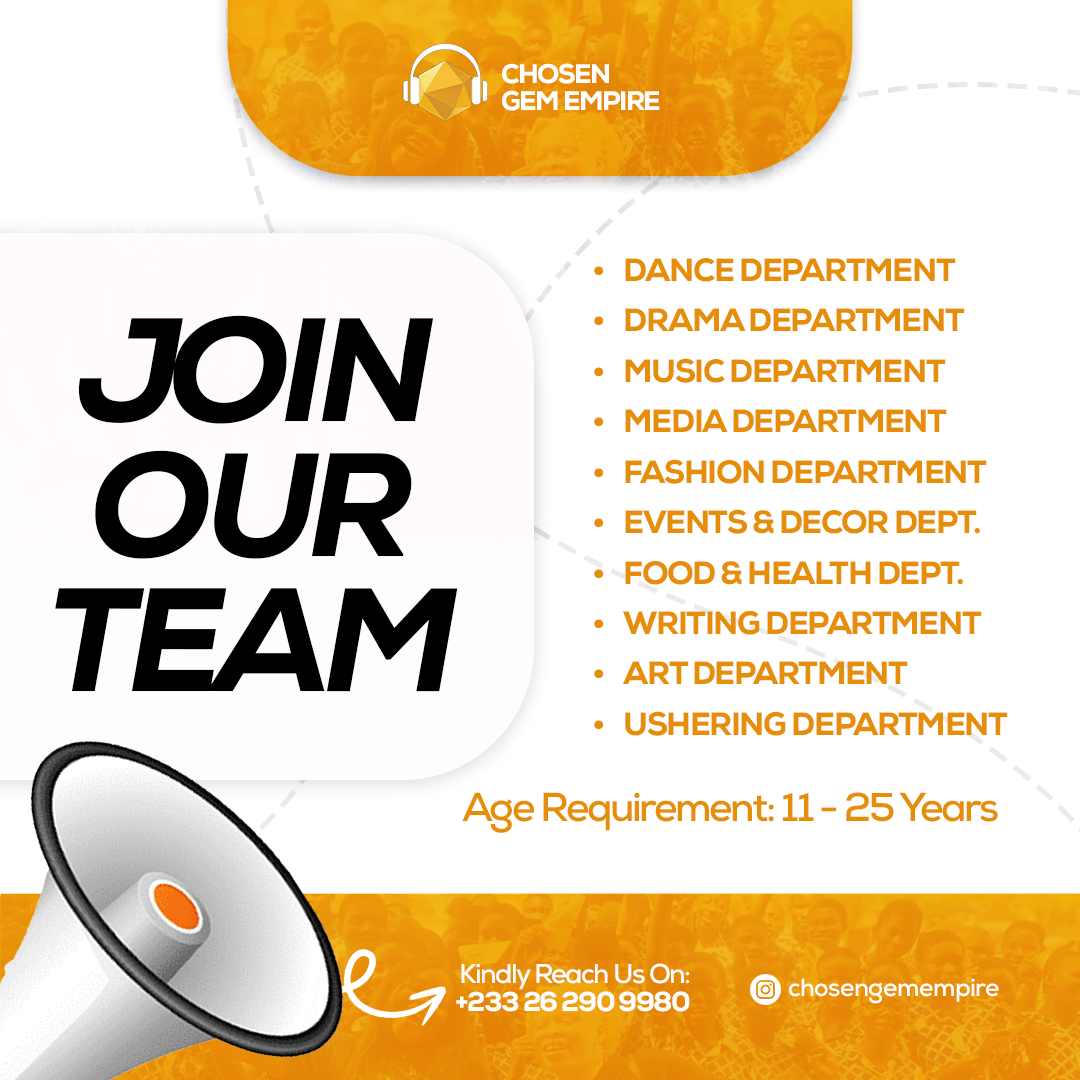 CHOSEN
GEM EMPIRE
JOIN
OUR
TEAM
• DANCE DEPARTMENT
• DRAMA DEPARTMENT
• MUSIC DEPARTMENT
• MEDIA DEPARTMENT
• FASHION DEPARTMENT
• EVENTS & DECOR DEPT.
• FOOD & HEALTH DEPT.
• WRITING DEPARTMENT
• ART DEPARTMENT
• USHERING DEPARTMENT
Age Requirement: 11 - 25 Years
Kindly Reach Us On:
+233 26 290 9980
chosengemempire